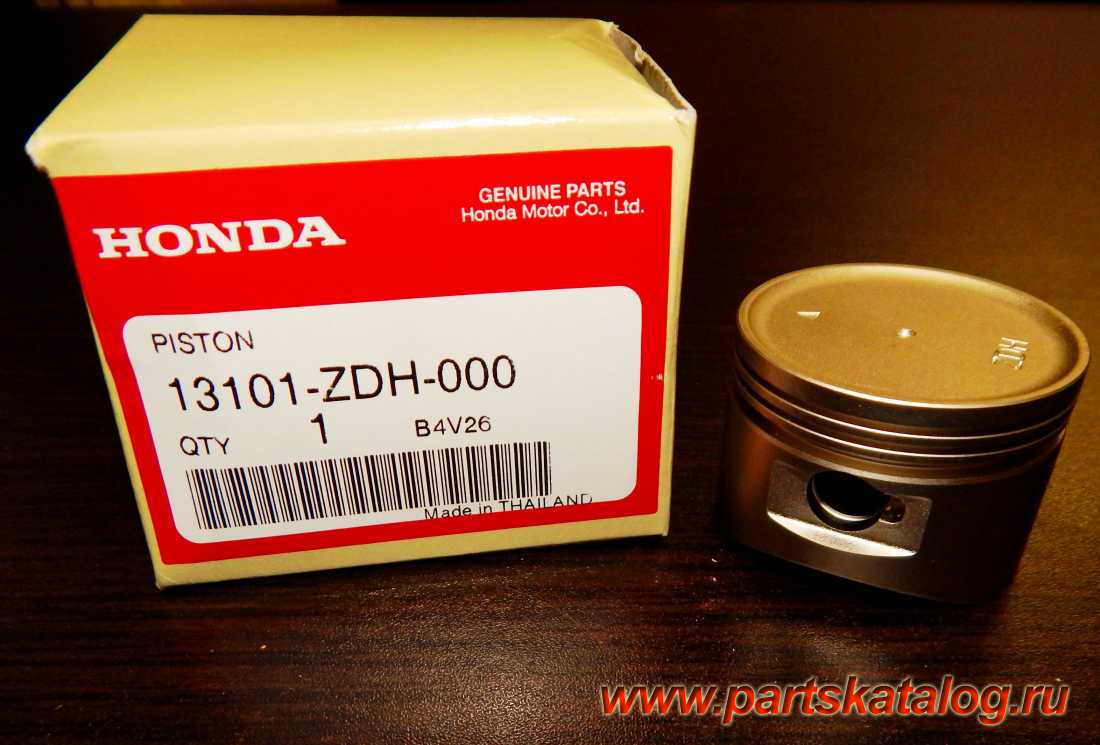 GENUINE PARTS
Honda Motor Co., Ltd.
HONDA
PISTON
13101-ZDH-000
QTY 1 B4V26
Made in THAILAND
ZDH
www.partskatalog.ru